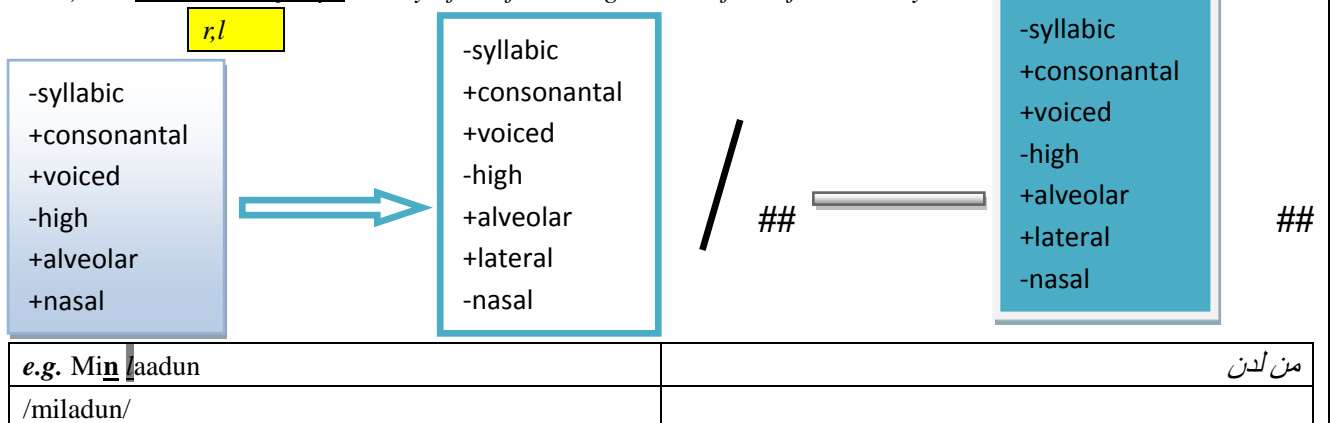 r,l
-syllabic
+consonantal
+voiced
-high
+alveolar
+nasal
-syllabic
+consonantal
+voiced
-high
+alveolar
+lateral
-nasal
/ ## ##
-syllabic
+consonantal
+voiced
-high
+alveolar
+lateral
-nasal
e.g. Min laadun
من لدن
/miladun/